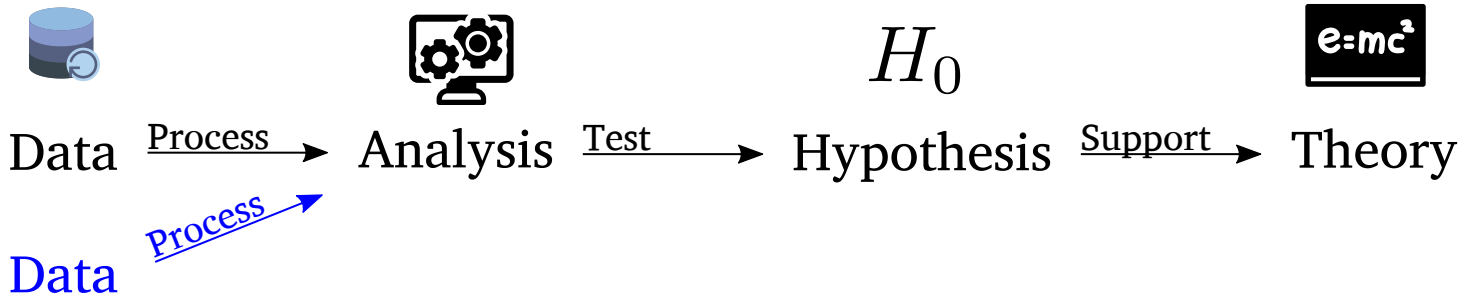 e=mc²
H₀
Data Process Analysis Test Hypothesis Support Theory
Process
Data